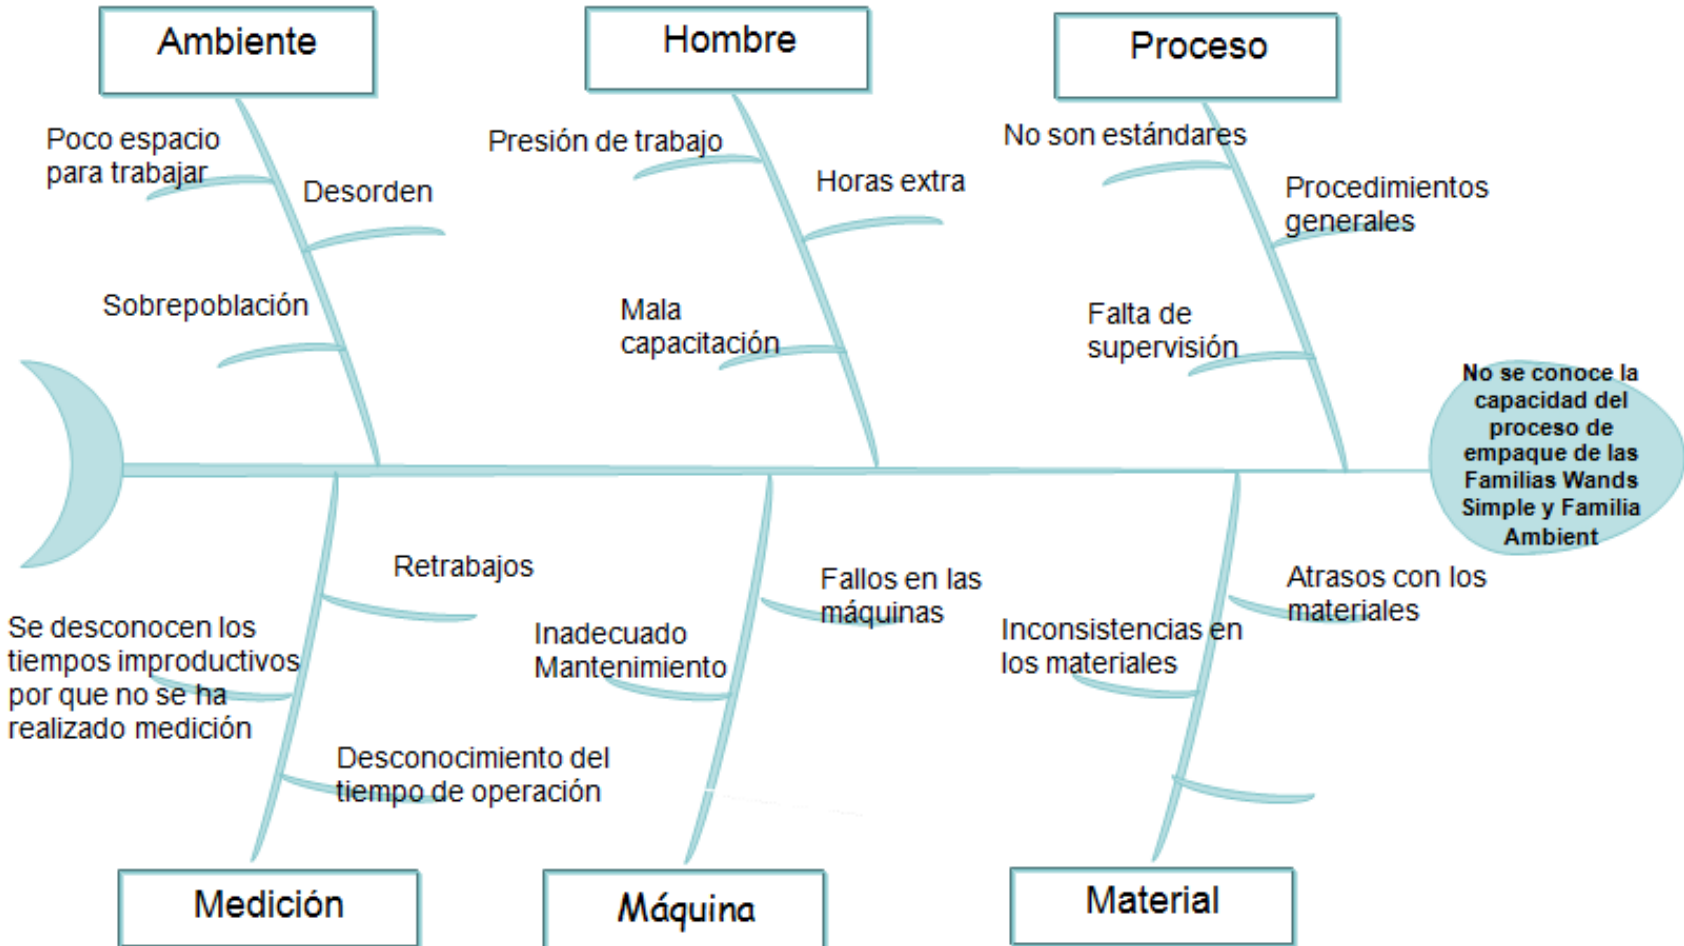 Ambiente
Hombre
Proceso
Poco espacio
para trabajar
Desorden
Sobrepoblación
Presión de trabajo
Horas extra
Mala
capacitación
No son estándares
Procedimientos
generales
Falta de
supervisión
No se conoce la
capacidad del
proceso de
empaque de las
Familias Wands
Simple y Familia
Ambient
Retrabajos
Se desconocen los
tiempos improductivos
por que no se ha
realizado medición
Desconocimiento del
tiempo de operación
Fallos en las
máquinas
Inadecuado
Mantenimiento
Atrasos con los
materiales
Inconsistencias en
los materiales
Medición
Máquina
Material